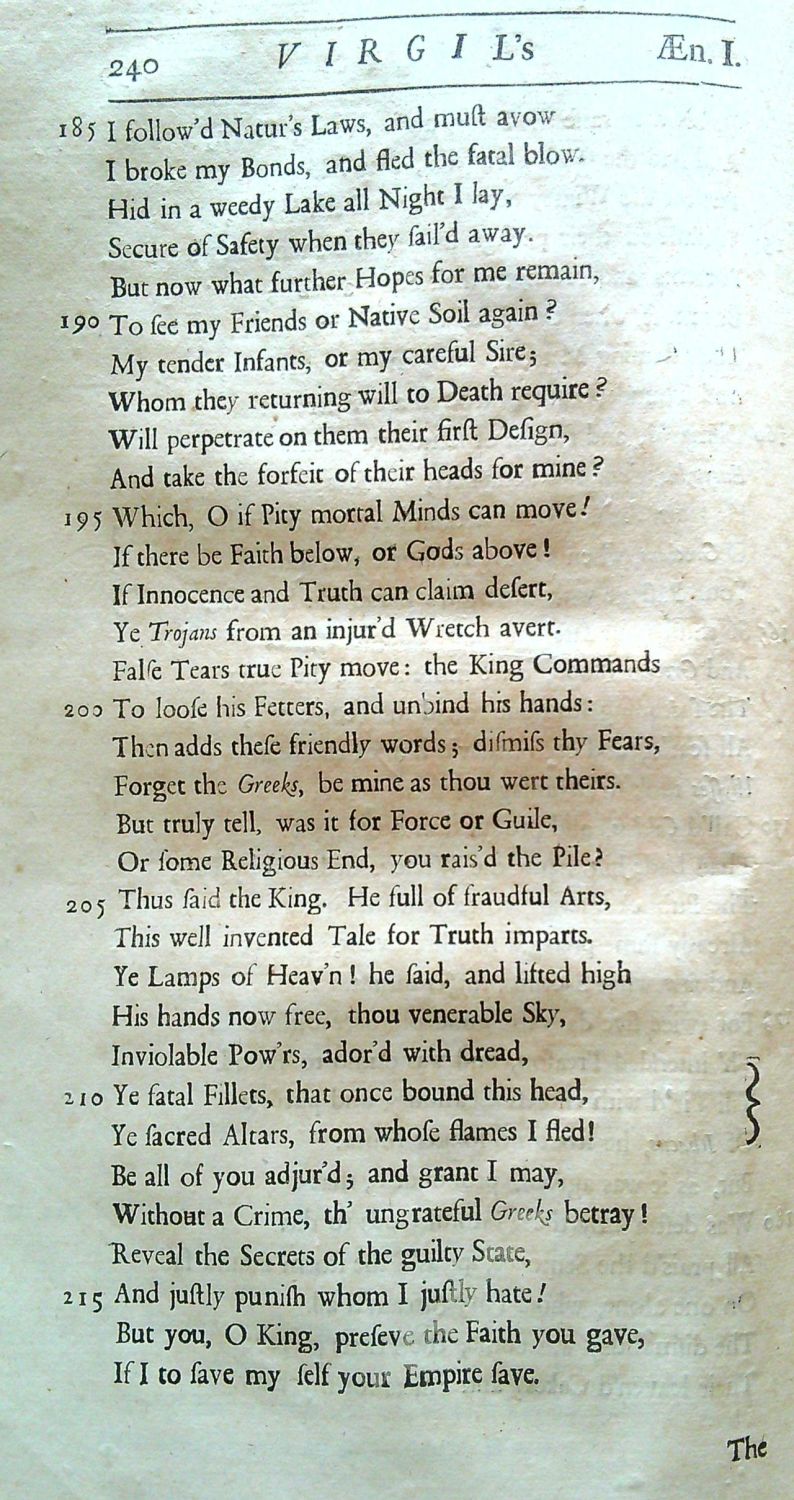 240 VIRGIL's Æn. I.
185 I follow'd Natur's Laws, and muſt avow
I broke my Bonds, and fled the fatal blow.
Hid in a weedy Lake all Night I lay,
Secure of Safety when they ſail'd away.
But now what further Hopes for me remain,
190 To ſee my Friends or Native Soil again?
My tender Infants, or my careful Sire;
Whom they returning will to Death require?
Will perpetrate on them their firſt Deſign,
And take the forfeit of their heads for mine?
195 Which, O if Pity mortal Minds can move!
If there be Faith below, or Gods above!
If Innocence and Truth can claim deſert,
Ye Trojans from an injur'd Wretch avert.
Falſe Tears true Pity move: the King Commands
200 To looſe his Fetters, and unbind his hands:
Then adds theſe friendly words; diſmiſs thy Fears,
Forget the Greeks, be mine as thou wert theirs.
But truly tell, was it for Force or Guile,
Or ſome Religious End, you rais'd the Pile?
205 Thus ſaid the King. He full of fraudful Arts,
This well invented Tale for Truth imparts.
Ye Lamps of Heav'n! he ſaid, and lifted high
His hands now free, thou venerable Sky,
Inviolable Pow'rs, ador'd with dread,
210 Ye fatal Fillets, that once bound this head,
Ye ſacred Altars, from whoſe flames I fled!
Be all of you adjur'd; and grant I may,
Without a Crime, th' ungrateful Greeks betray!
Reveal the Secrets of the guilty State,
215 And juſtly puniſh whom I juſtly hate!
But you, O King, preſeve the Faith you gave,
If I to ſave my ſelf your Empire ſave.
The